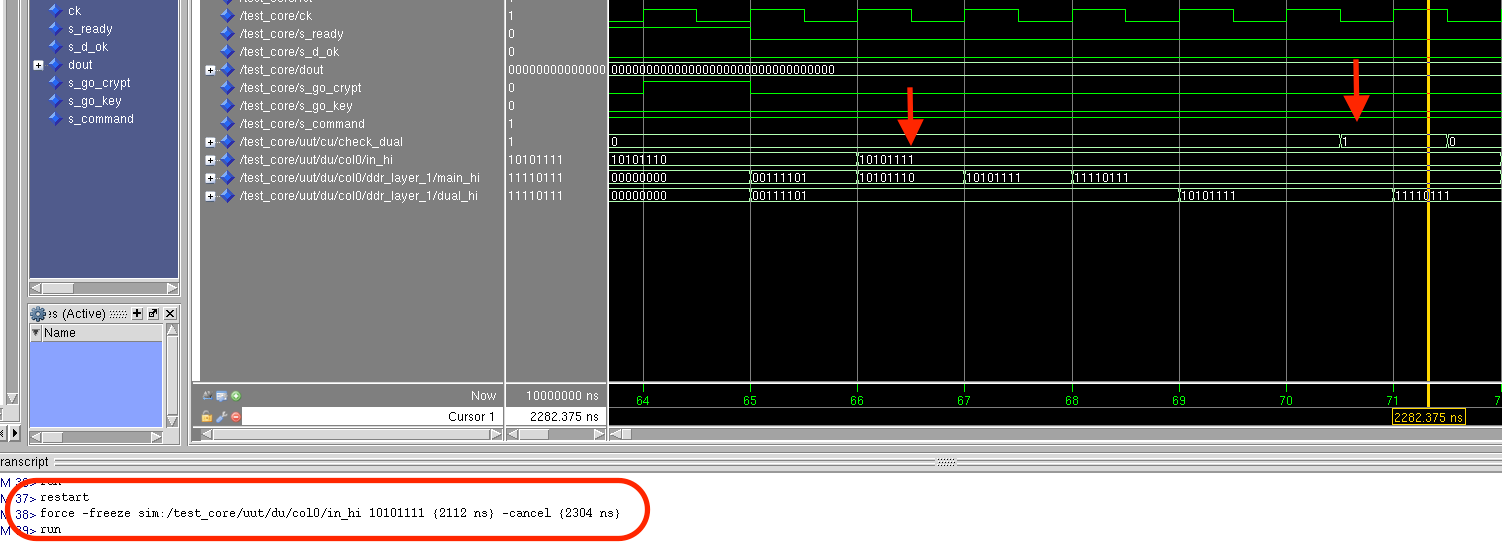 ck
s_ready
s_d_ok
dout
s_go_crypt
s_go_key
s_command
es (Active)
Name
/test_core/ck 1
/test_core/s_ready 0
/test_core/s_d_ok 0
/test_core/dout 00000000000000 00000000000000000000000000000000
/test_core/s_go_crypt 0
/test_core/s_go_key 0
/test_core/s_command 1
/test_core/uut/cu/check_dual 1 0 1 0
/test_core/uut/du/col0/in_hi 10101111 10101110 10101111
/test_core/uut/du/col0/ddr_layer_1/main_hi 11110111 00000000 00111101 10101110 10101111 11110111
/test_core/uut/du/col0/ddr_layer_1/dual_hi 11110111 00000000 00111101 10101111 11110111
Now 10000000 ns 64 65 66 67 68 69 70 71 7
Cursor 1 2282.375 ns 2282.375 ns
ranscript
run
M 37> restart
M 38> force -freeze sim:/test_core/uut/du/col0/in_hi 10101111 {2112 ns} -cancel {2304 ns}
M 39> run